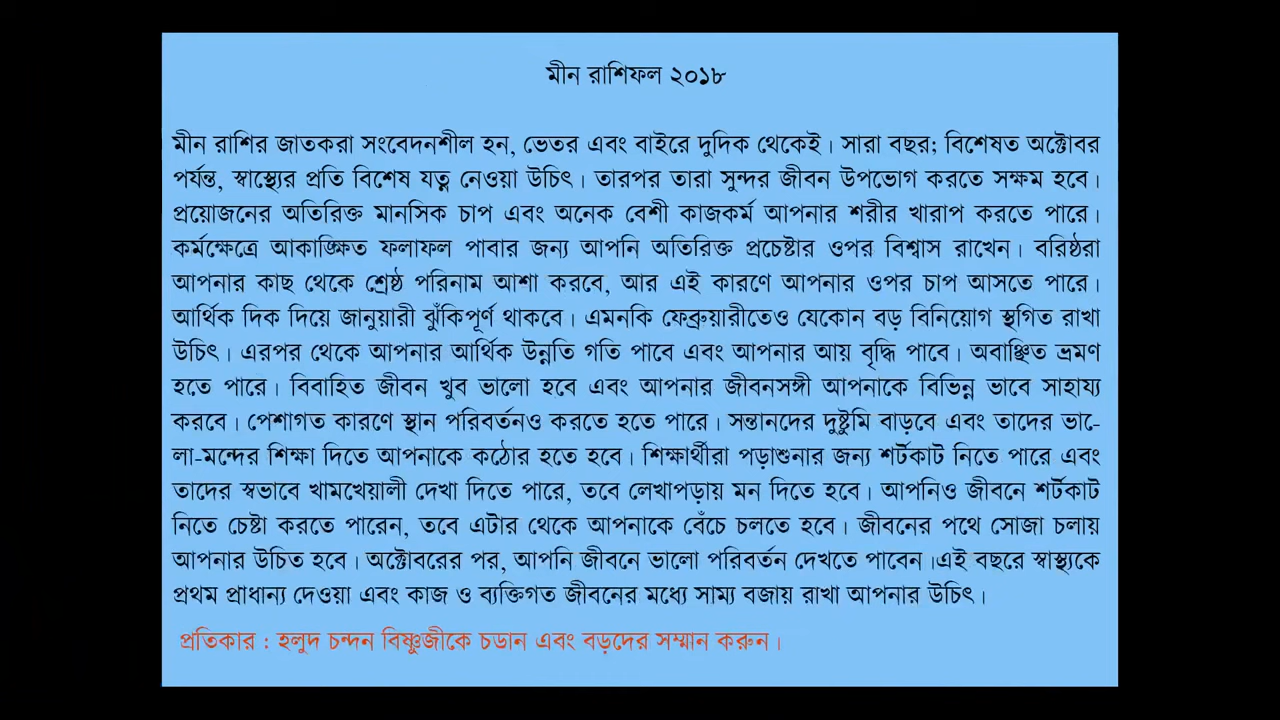 মীন রাশিফল ২০১৮
মীন রাশির জাতকরা সংবেদনশীল হন, ভেতর এবং বাইরে দুদিক থেকেই। সারা বছর; বিশেষত অক্টোবর
পর্যন্ত, স্বাস্থ্যের প্রতি বিশেষ যত্ন নেওয়া উচিৎ। তারপর তারা সুন্দর জীবন উপভোগ করতে সক্ষম হবে।
প্রয়োজনের অতিরিক্ত মানসিক চাপ এবং অনেক বেশী কাজকর্ম আপনার শরীর খারাপ করতে পারে।
কর্মক্ষেত্রে আকাঙ্ক্ষিত ফলাফল পাবার জন্য আপনি অতিরিক্ত প্রচেষ্টার ওপর বিশ্বাস রাখেন। বরিষ্ঠরা
আপনার কাছ থেকে শ্রেষ্ঠ পরিনাম আশা করবে, আর এই কারণে আপনার ওপর চাপ আসতে পারে।
আর্থিক দিক দিয়ে জানুয়ারী ঝুঁকিপূর্ণ থাকবে। এমনকি ফেব্রুয়ারীতেও যেকোন বড় বিনিয়োগ স্থগিত রাখা
উচিৎ। এরপর থেকে আপনার আর্থিক উন্নতি গতি পাবে এবং আপনার আয় বৃদ্ধি পাবে। অবাঞ্ছিত ভ্রমণ
হতে পারে। বিবাহিত জীবন খুব ভালো হবে এবং আপনার জীবনসঙ্গী আপনাকে বিভিন্ন ভাবে সাহায্য
করবে। পেশাগত কারণে স্থান পরিবর্তনও করতে হতে পারে। সন্তানদের দুষ্টুমি বাড়বে এবং তাদের ভা‌লে-
লা-মন্দের শিক্ষা দিতে আপনাকে কঠোর হতে হবে। শিক্ষার্থীরা পড়াশুনার জন্য শর্টকাট নিতে পারে এবং
তাদের স্বভাবে খামখেয়ালী দেখা দিতে পারে, তবে লেখাপড়ায় মন দিতে হবে। আপনিও জীবনে শর্টকাট
নিতে চেষ্টা করতে পারেন, তবে এটার থেকে আপনাকে বেঁচে চলতে হবে। জীবনের পথে সোজা চলায়
আপনার উচিত হবে। অক্টোবরের পর, আপনি জীবনে ভালো পরিবর্তন দেখতে পাবেন।এই বছরে স্বাস্থ্যকে
প্রথম প্রাধান্য দেওয়া এবং কাজ ও ব্যক্তিগত জীবনের মধ্যে সাম্য বজায় রাখা আপনার উচিৎ।
প্রতিকার : হলুদ চন্দন বিষ্ণুজীকে চডান এবং বড়দের সম্মান করুন।